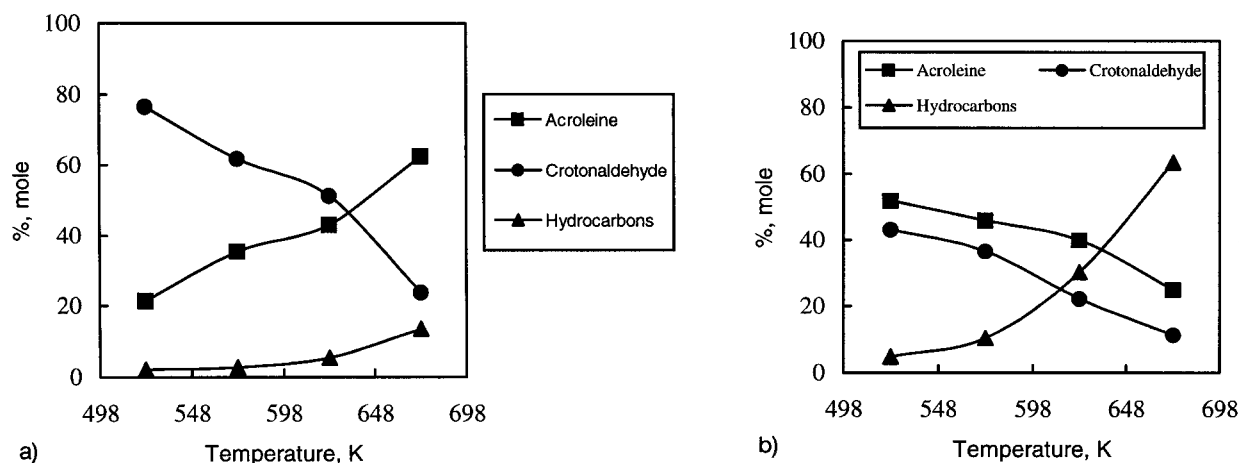 100
80
60
40
20
0
%, mole
498 548 598 648 698
Temperature, K
a)
Acroleine
Crotonaldehyde
Hydrocarbons
100
80
60
40
20
0
%, mole
Acroleine Crotonaldehyde
Hydrocarbons
498 548 598 648 698
Temperature, K
b)